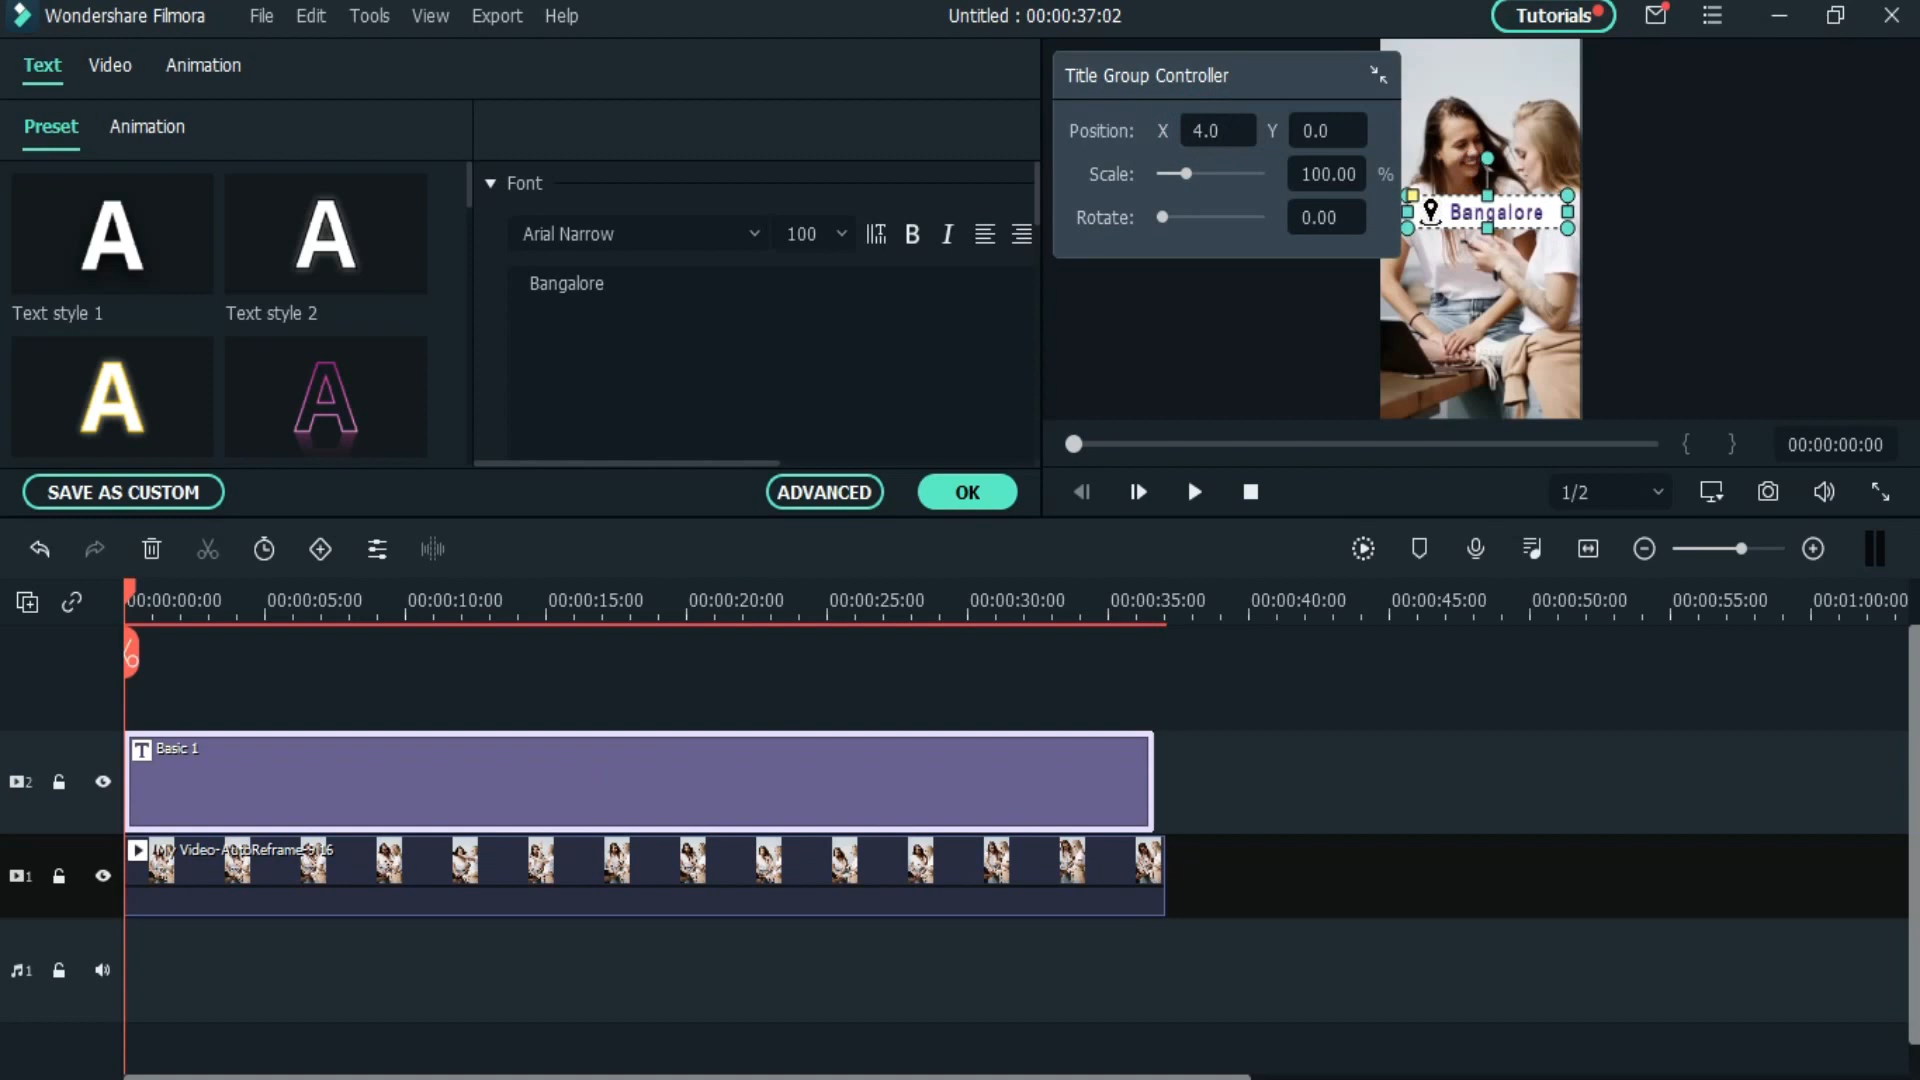 Wondershare Filmora File Edit Tools View Export Help Untitled : 00:00:37:02 Tutorials
Text Video Animation
Preset Animation
A A
Text style 1 Text style 2
A A
SAVE AS CUSTOM
Font
Arial Narrow 100 B I
Bangalore
ADVANCED OK
Title Group Controller
Position: X 4.0 Y 0.0
Scale: 100.00 %
Rotate: 0.00
Bangalore
{ } 00:00:00:00
1/2
00:00:00:00 00:00:05:00 00:00:10:00 00:00:15:00 00:00:20:00 00:00:25:00 00:00:30:00 00:00:35:00 00:00:40:00 00:00:45:00 00:00:50:00 00:00:55:00 00:01:00:00
T Basic 1
2
My Video-AutoReframe-9:16
1
1